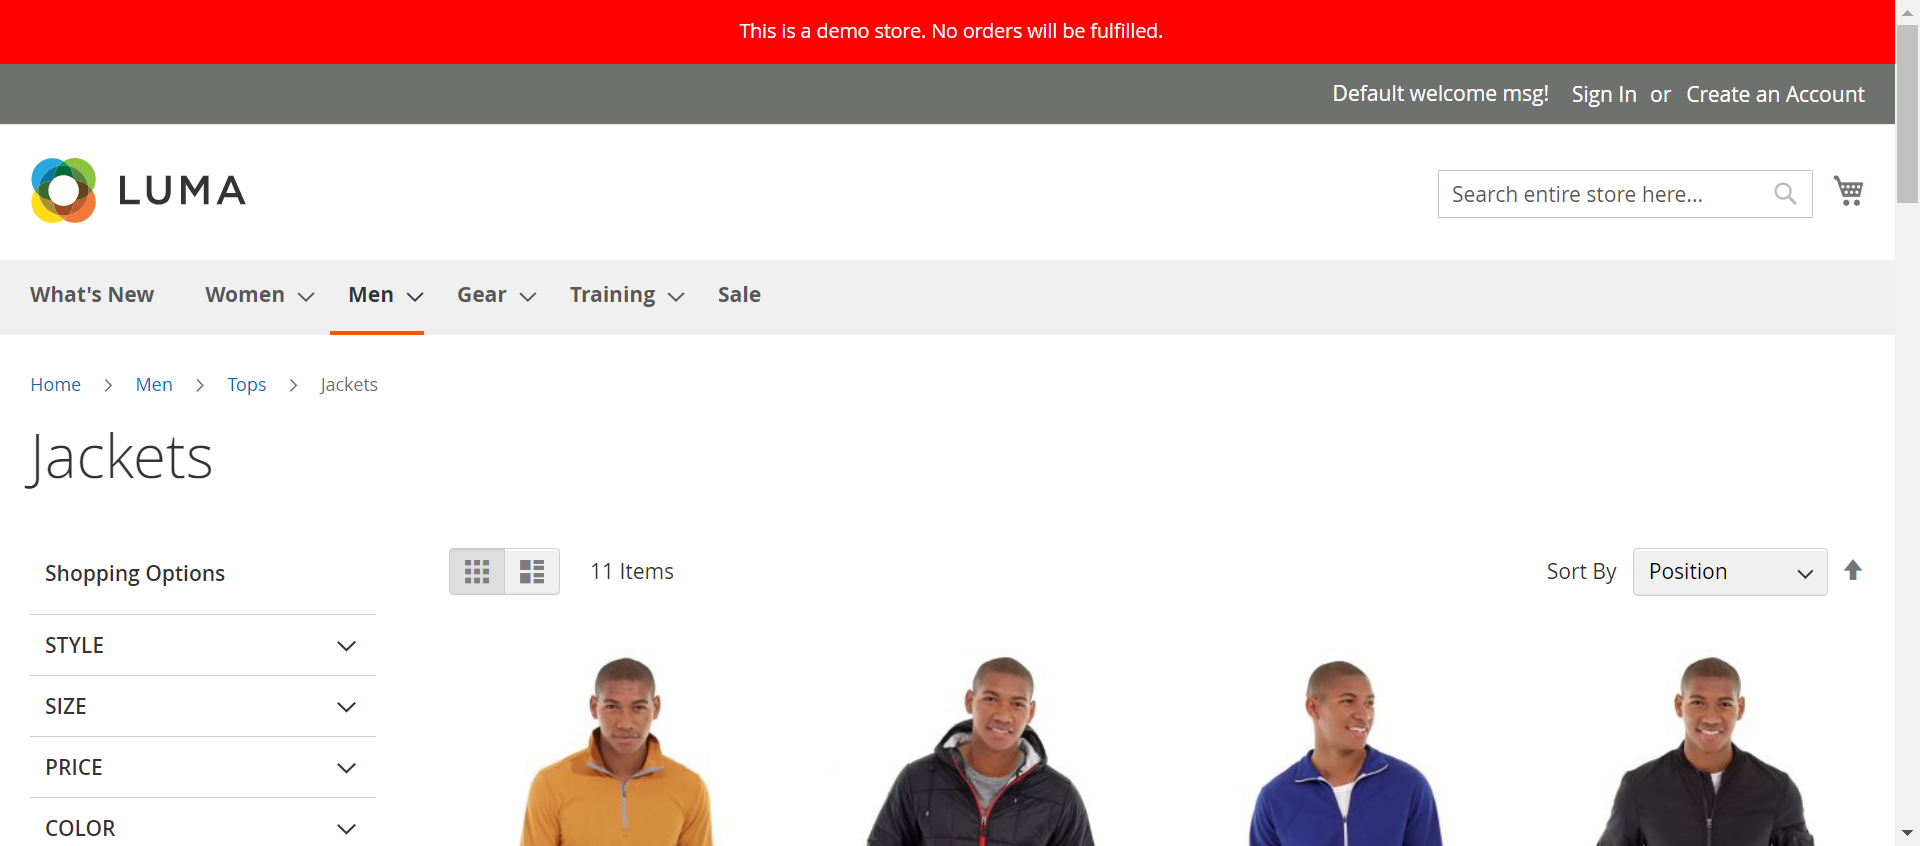 This is a demo store. No orders will be fulfilled.
Default welcome msg! Sign In or Create an Account
LUMA
Search entire store here...
What's New Women Men Gear Training Sale
Home Men Tops Jackets
Jackets
Shopping Options
11 Items
Sort By Position
STYLE
SIZE
PRICE
COLOR